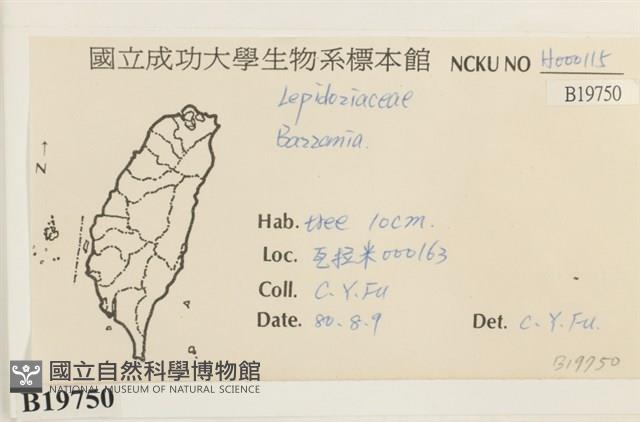 國立成功大學生物系標本館 NCKU NO H000115
B19750
Lepidoziaceae
Bazzania.
N
Hab. tree 10cm.
Loc. 瓦拉米000163
Coll. C. Y. Fu
Date. 80.8.9 Det. C. Y. Fu.
B19750
國立自然科學博物館
NATIONAL MUSEUM OF NATURAL SCIENCE
B19750